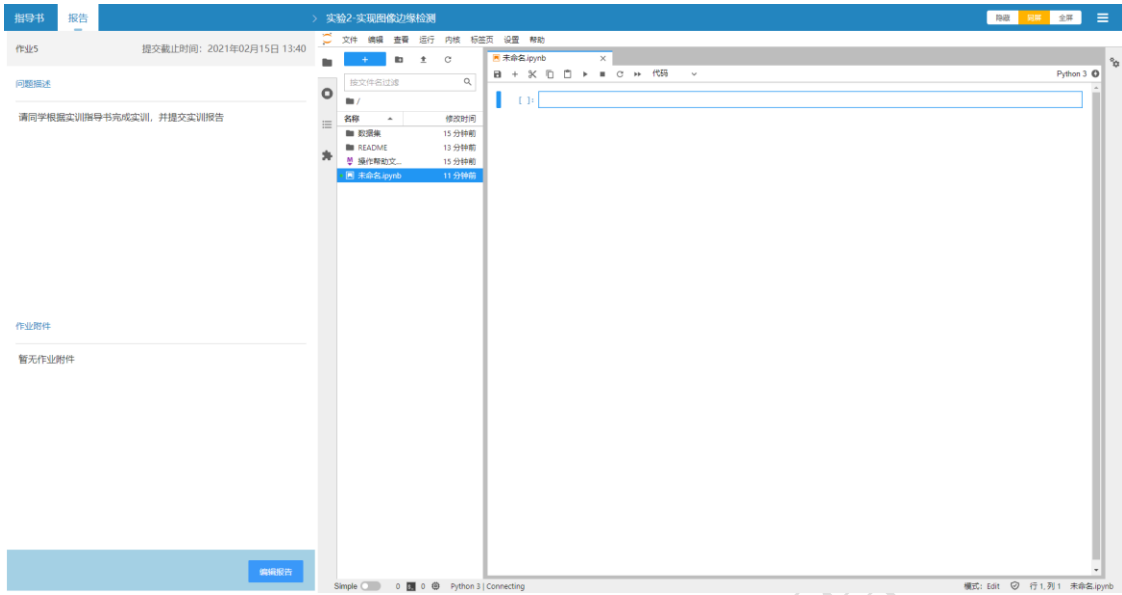 指导书 报告 > 实验2-实现图像边缘检测 隐藏 同屏 全屏
作业5 提交截止时间：2021年02月15日 13:40
问题描述
请同学根据实训指导书完成实训，并提交实训报告
作业附件
暂无作业附件
编辑报告
文件 编辑 查看 运行 内核 标签页 设置 帮助
+
按文件名过滤
/
名称 修改时间
数据集 15 分钟前
README 13 分钟前
操作帮助文... 15 分钟前
未命名.ipynb 11 分钟前
未命名.ipynb ×
代码 Python 3
[ ]:
Simple 0 0 Python 3 | Connecting 模式: Edit 行 1, 列 1 未命名.ipynb